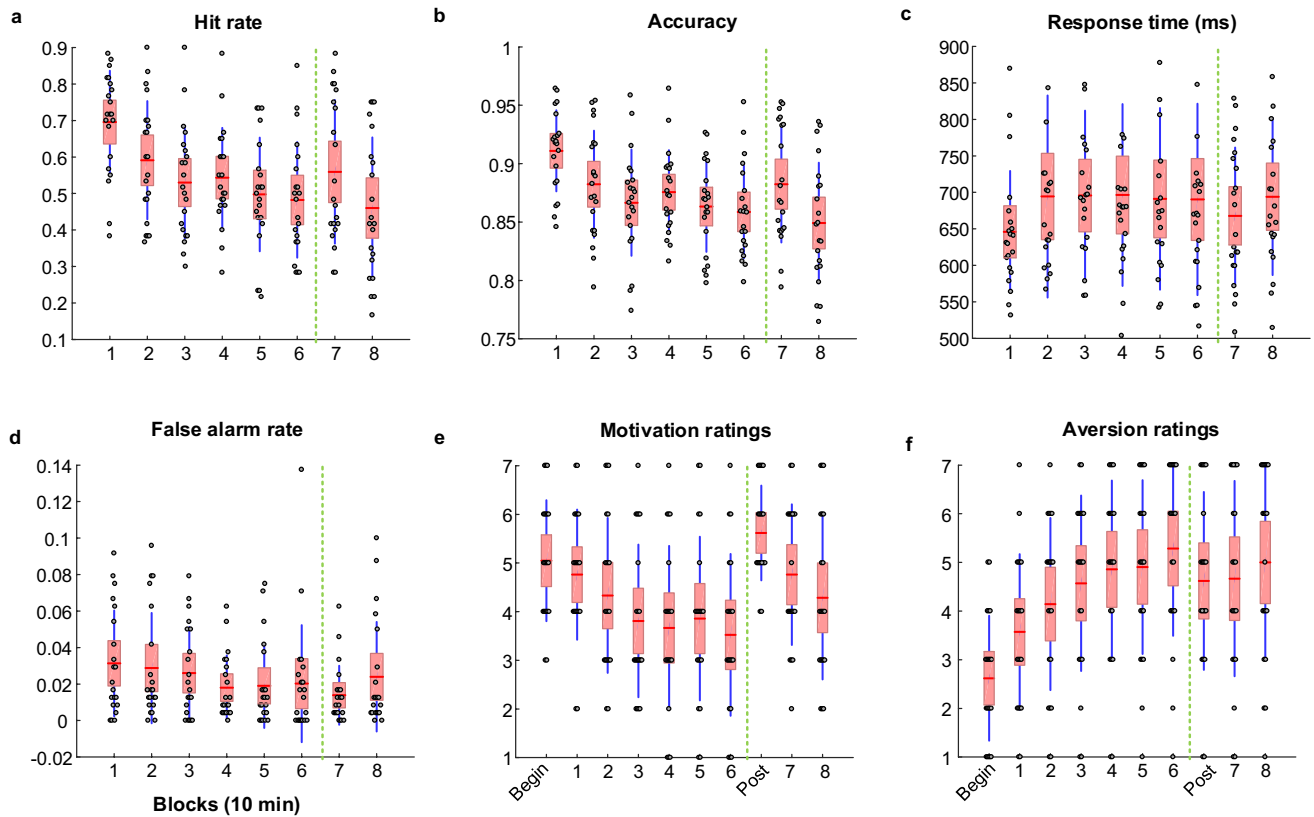 a
Hit rate
0.9
0.8
0.7
0.6
0.5
0.4
0.3
0.2
0.1
1 2 3 4 5 6 7 8
b
Accuracy
1
0.95
0.9
0.85
0.8
0.75
1 2 3 4 5 6 7 8
c
Response time (ms)
900
850
800
750
700
650
600
550
500
1 2 3 4 5 6 7 8
d
False alarm rate
0.14
0.12
0.1
0.08
0.06
0.04
0.02
0
-0.02
1 2 3 4 5 6 7 8
Blocks (10 min)
e
Motivation ratings
7
6
5
4
3
2
1
Begin 1 2 3 4 5 6 Post 7 8
f
Aversion ratings
7
6
5
4
3
2
1
Begin 1 2 3 4 5 6 Post 7 8